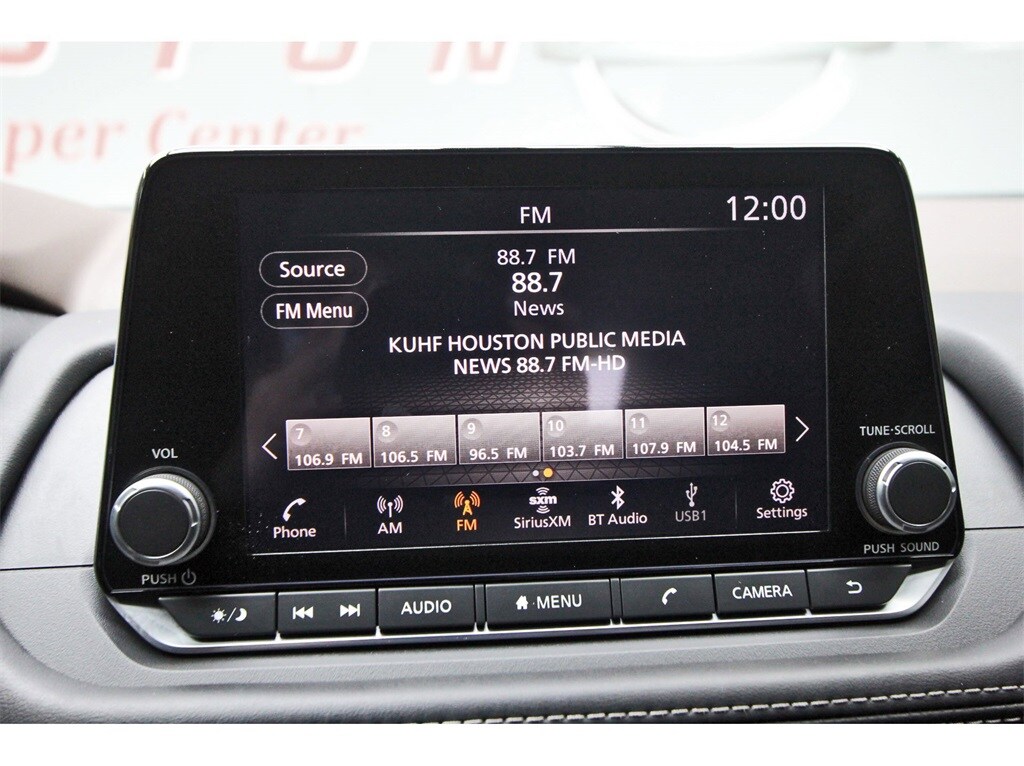 per Center
FM
12:00
88.7 FM
Source
88.7
FM Menu
News
KUHF HOUSTON PUBLIC MEDIA
NEWS 88.7 FM-HD
7
8
9
10
11
12
106.9 FM
106.5 FM
96.5 FM
103.7 FM
107.9 FM
104.5 FM
VOL
TUNE·SCROLL
Phone
AM
FM
sxm
SiriusXM
BT Audio
USB1
Settings
PUSH
PUSH SOUND
AUDIO
MENU
CAMERA